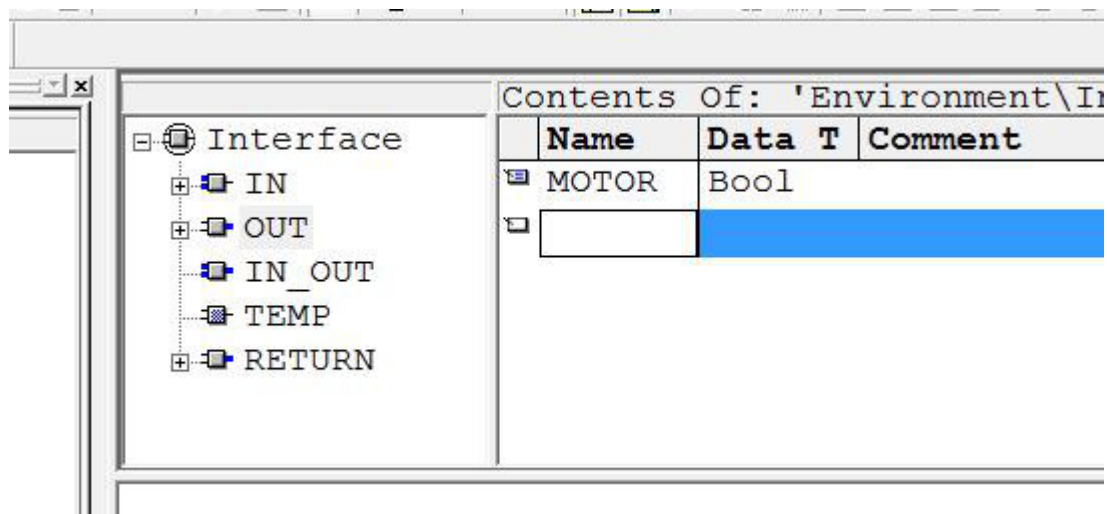 Contents Of: 'Environment\In
Interface
IN
OUT
IN_OUT
TEMP
RETURN
Name Data T Comment
MOTOR Bool